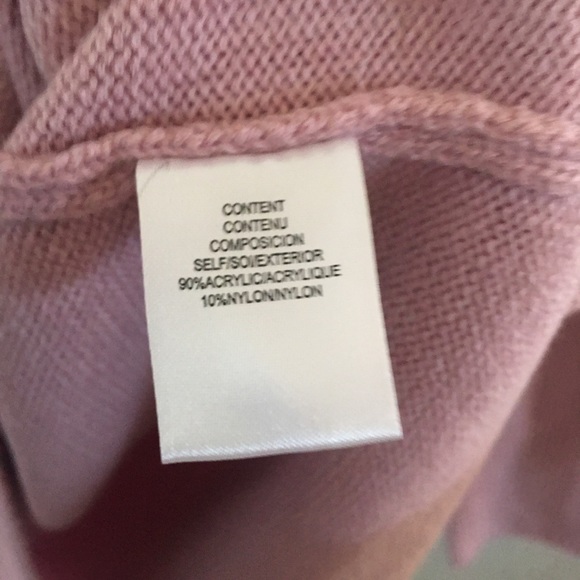 CONTENT
CONTENU
COMPOSICION
SELF/SOI/EXTERIOR
90%ACRYLIC/ACRYLIQUE
10%NYLON/NYLON